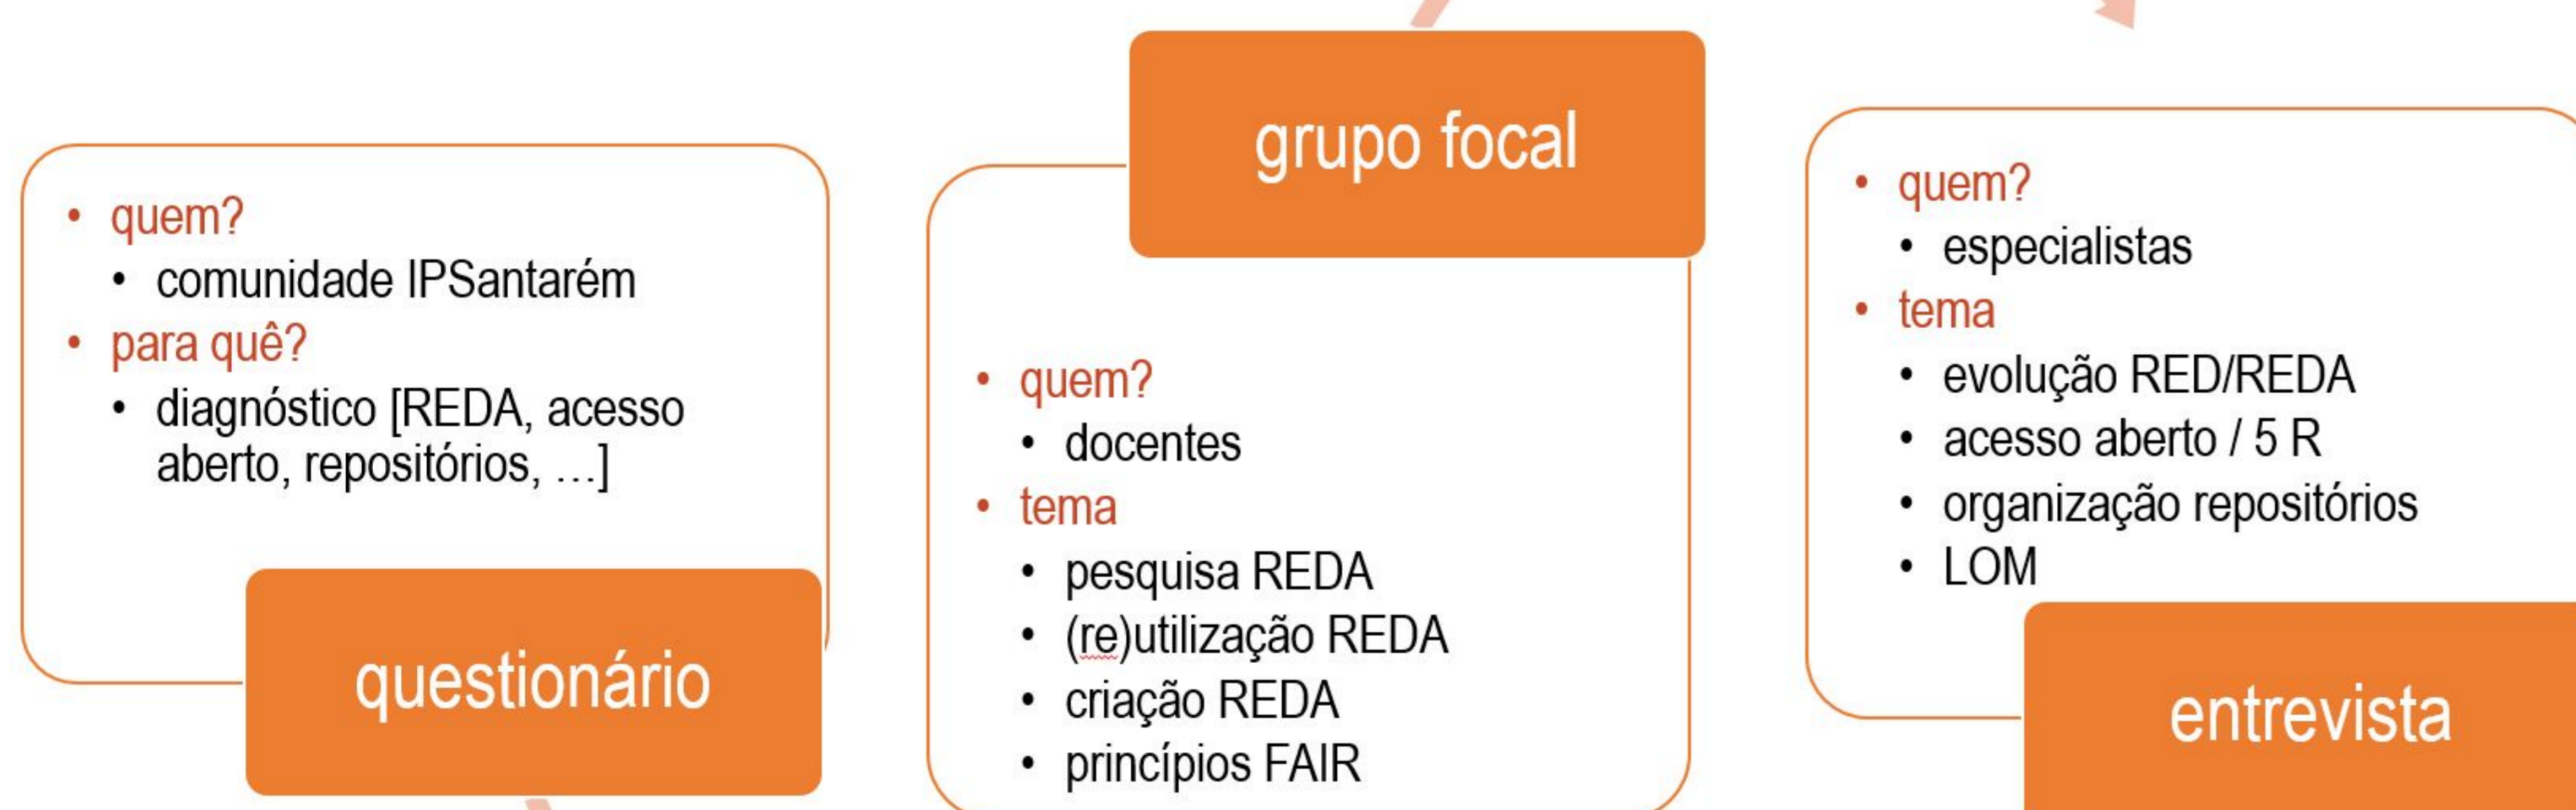 • quem?
• comunidade IPSantarém
• para quê?
• diagnóstico [REDA, acesso
aberto, repositórios, …]
questionário
grupo focal
• quem?
• docentes
• tema
• pesquisa REDA
• (re)utilização REDA
• criação REDA
• princípios FAIR
• quem?
• especialistas
• tema
• evolução RED/REDA
• acesso aberto / 5 R
• organização repositórios
• LOM
entrevista